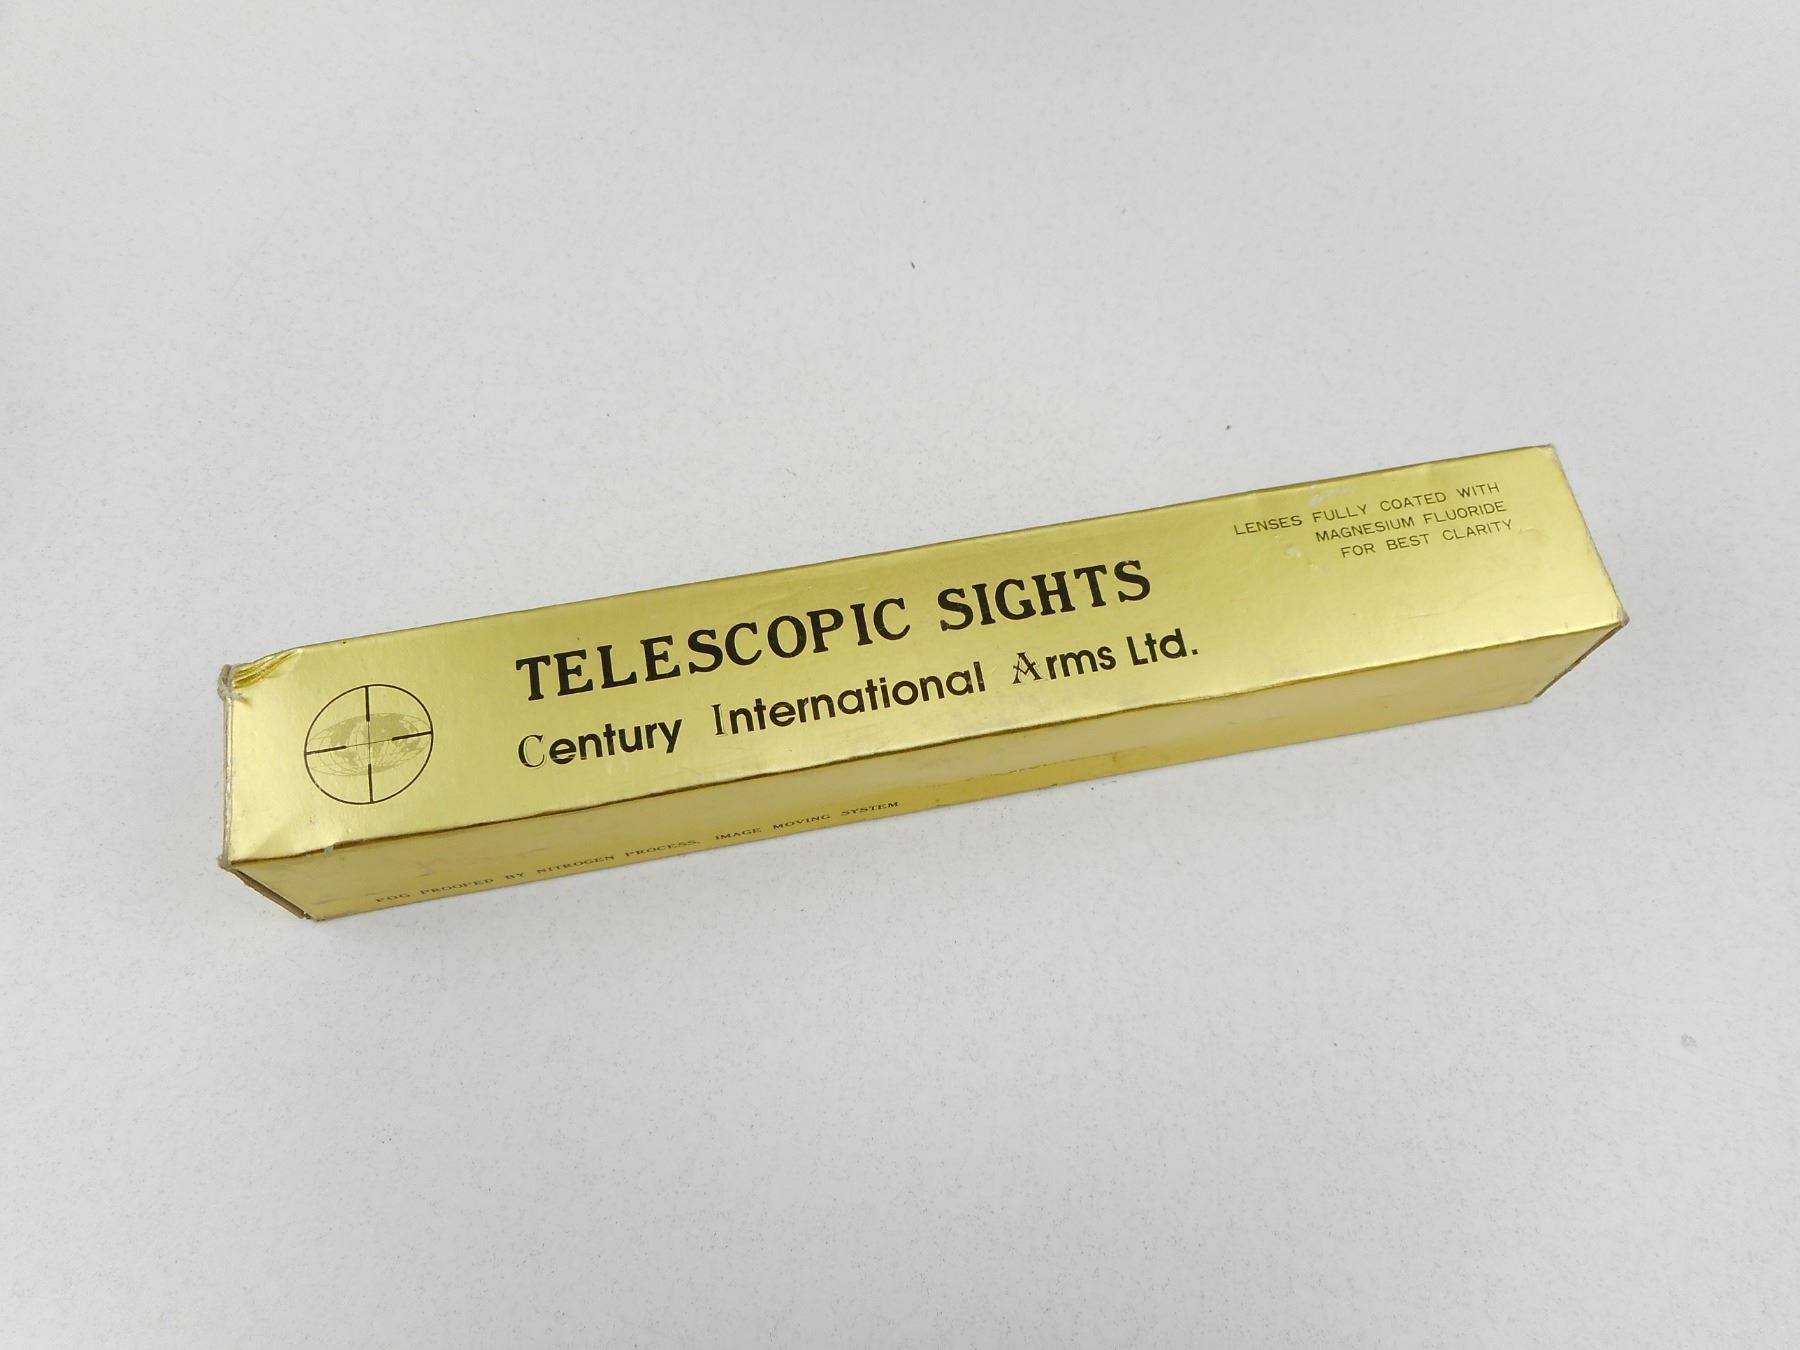 TELESCOPIC SIGHTS
Century International Arms Ltd.
LENSES FULLY COATED WITH
MAGNESIUM FLUORIDE
FOR BEST CLARITY
FOG PROOFED BY NITROGEN PROCESS, IMAGE MOVING SYSTEM